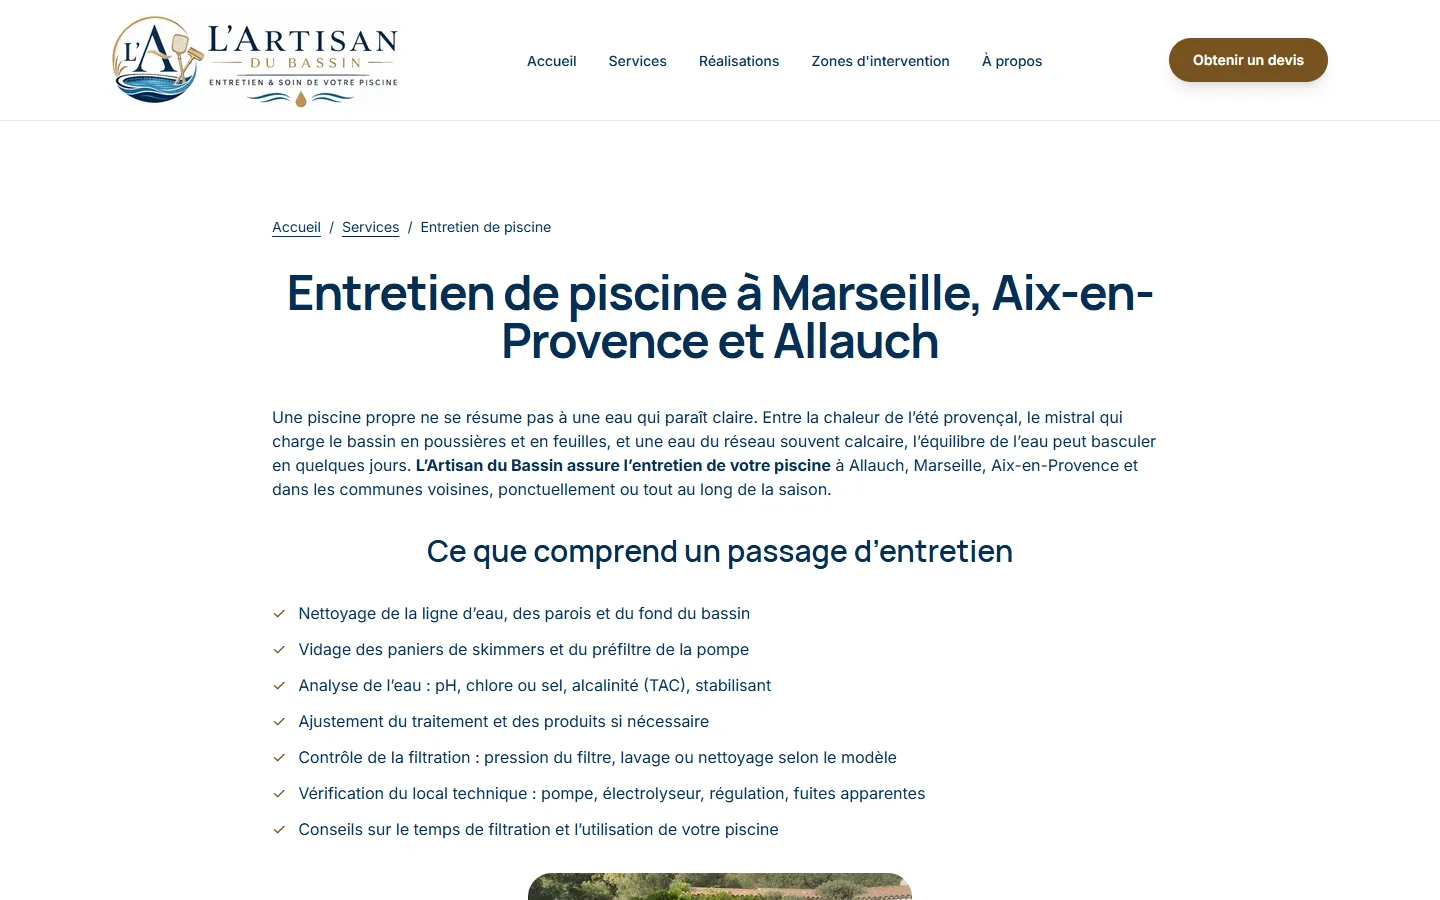 L'A
L'ARTISAN
DU BASSIN
ENTRETIEN & SOIN DE VOTRE PISCINE
Accueil
Services
Réalisations
Zones d'intervention
À propos
Obtenir un devis
Accueil / Services / Entretien de piscine
Entretien de piscine à Marseille, Aix-en-
Provence et Allauch
Une piscine propre ne se résume pas à une eau qui paraît claire. Entre la chaleur de l’été provençal, le mistral qui
charge le bassin en poussières et en feuilles, et une eau du réseau souvent calcaire, l’équilibre de l’eau peut basculer
en quelques jours. L’Artisan du Bassin assure l’entretien de votre piscine à Allauch, Marseille, Aix-en-Provence et
dans les communes voisines, ponctuellement ou tout au long de la saison.
Ce que comprend un passage d’entretien
Nettoyage de la ligne d’eau, des parois et du fond du bassin
Vidage des paniers de skimmers et du préfiltre de la pompe
Analyse de l’eau : pH, chlore ou sel, alcalinité (TAC), stabilisant
Ajustement du traitement et des produits si nécessaire
Contrôle de la filtration : pression du filtre, lavage ou nettoyage selon le modèle
Vérification du local technique : pompe, électrolyseur, régulation, fuites apparentes
Conseils sur le temps de filtration et l’utilisation de votre piscine